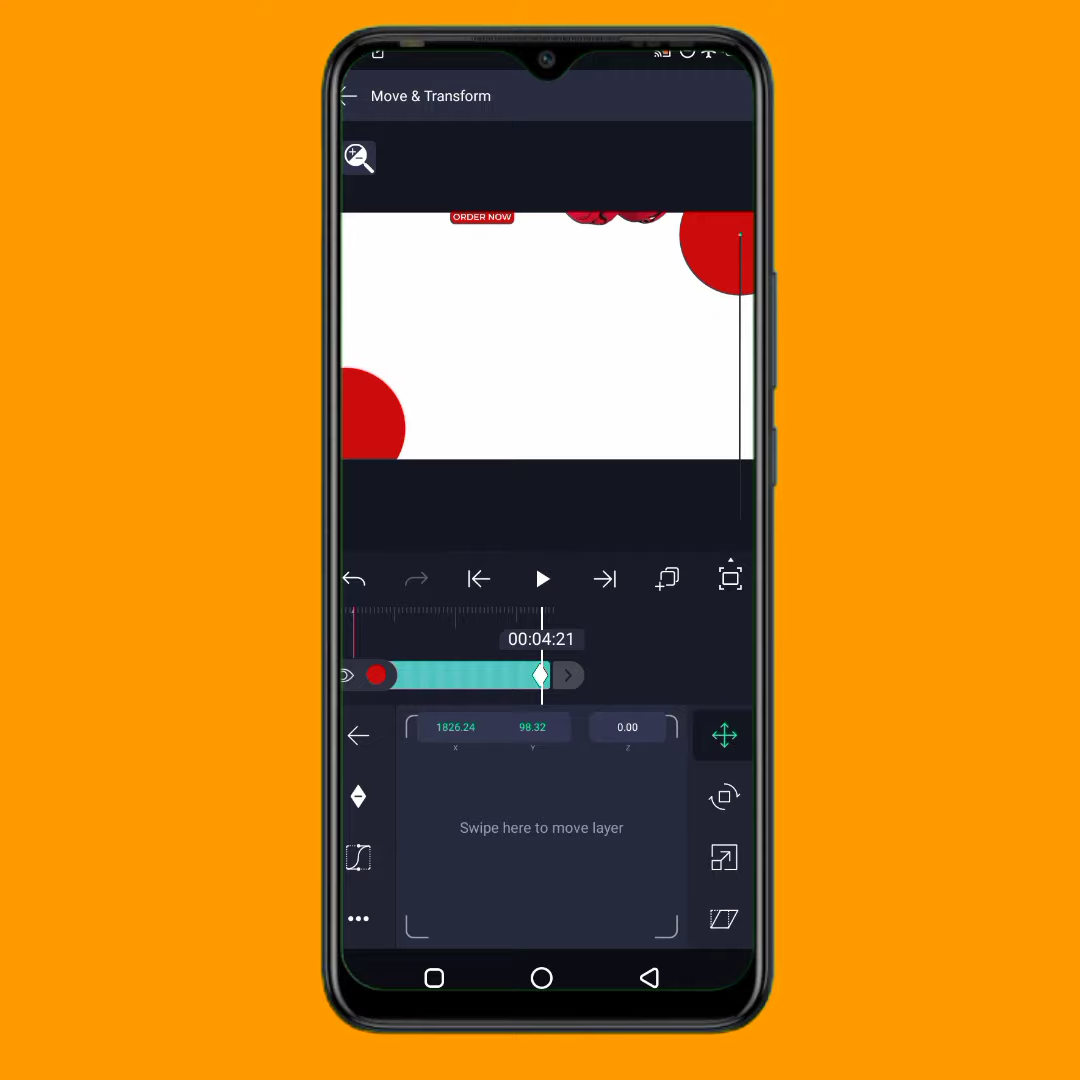 Move & Transform
ORDER NOW
00:04:21
1826.24 98.32 0.00
X Y Z
Swipe here to move layer